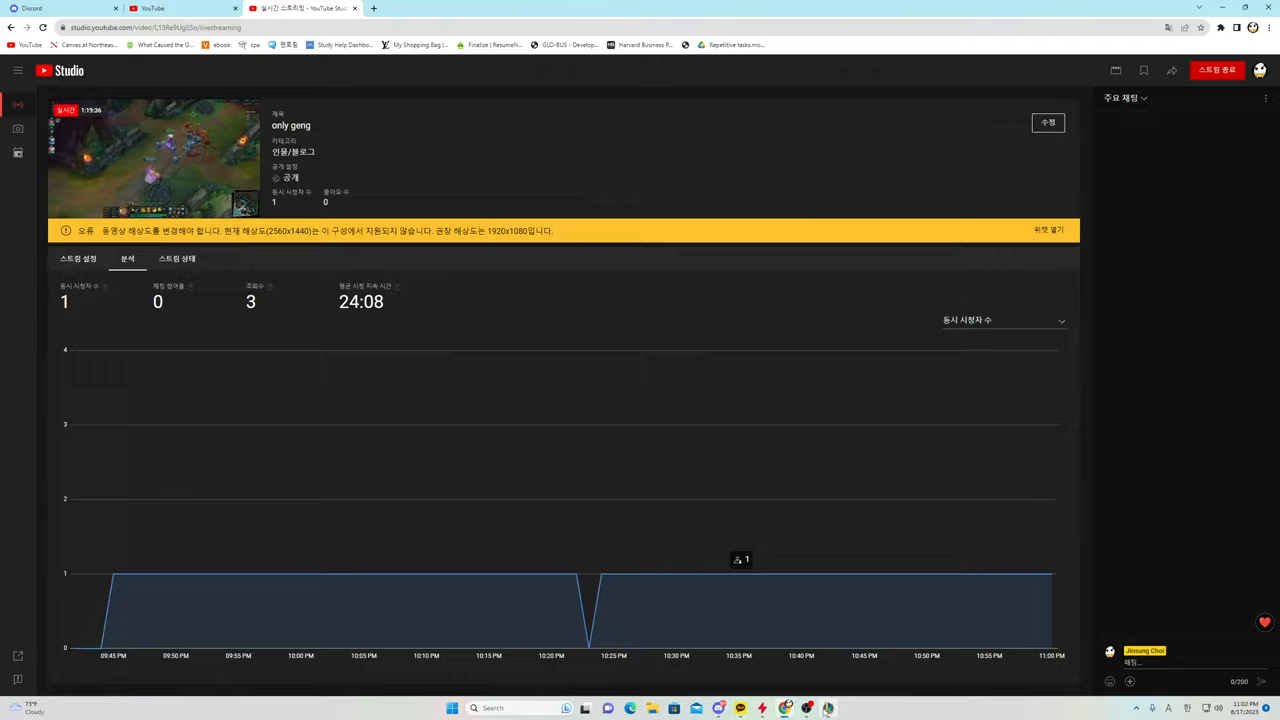 Discord
YouTube
실시간 스트리밍 - YouTube Stud
studio.youtube.com/video/L13Re9UgSSo/livestreaming
YouTube
Canvas at Northeas...
What Caused the G...
ebook
cpa
퀀토링
Study Help Dashbo...
My Shopping Bag |...
Finalize | ResumeN...
GLO-BUS - Develop...
Harvard Business P...
Repetitive tasks.mo...
Studio
스트림 종료
실시간 1:19:36
제목
only geng
카테고리
인물/블로그
공개 설정
공개
동시 시청자 수 좋아요 수
1 0
수정
주요 채팅
오류 동영상 해상도를 변경해야 합니다. 현재 해상도(2560x1440)는 이 구성에서 지원되지 않습니다. 권장 해상도는 1920x1080입니다.
위젯 열기
스트림 설정 분석 스트림 상태
동시 시청자 수 채팅 참여율 조회수 평균 시청 지속 시간
1 0 3 24:08
동시 시청자 수
4
3
2
1
1
0
09:45 PM 09:50 PM 09:55 PM 10:00 PM 10:05 PM 10:10 PM 10:15 PM 10:20 PM 10:25 PM 10:30 PM 10:35 PM 10:40 PM 10:45 PM 10:50 PM 10:55 PM 11:00 PM
Jinsung Choi
채팅...
0/200
73°F
Cloudy
Search
A 한
11:02 PM
8/17/2023